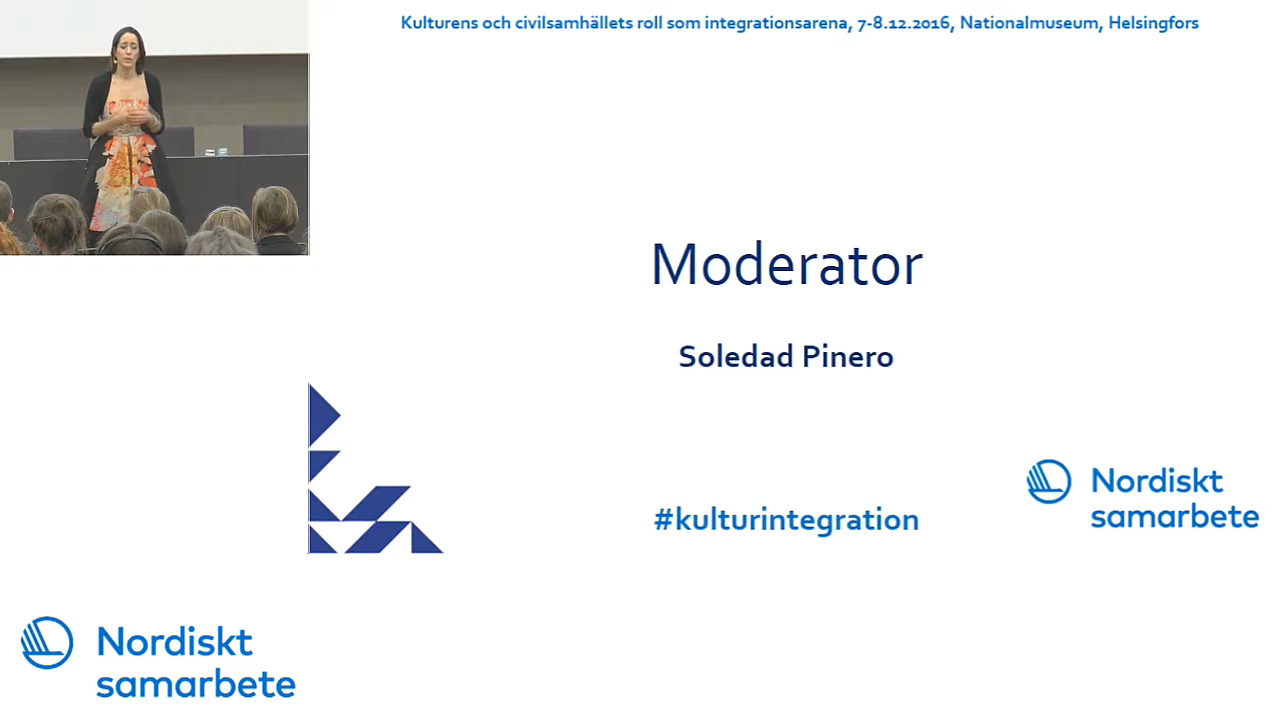 Kulturens och civilsamhällets roll som integrationsarena, 7-8.12.2016, Nationalmuseum, Helsingfors
Moderator
Soledad Pinero
#kulturintegration
Nordiskt
samarbete
Nordiskt
samarbete